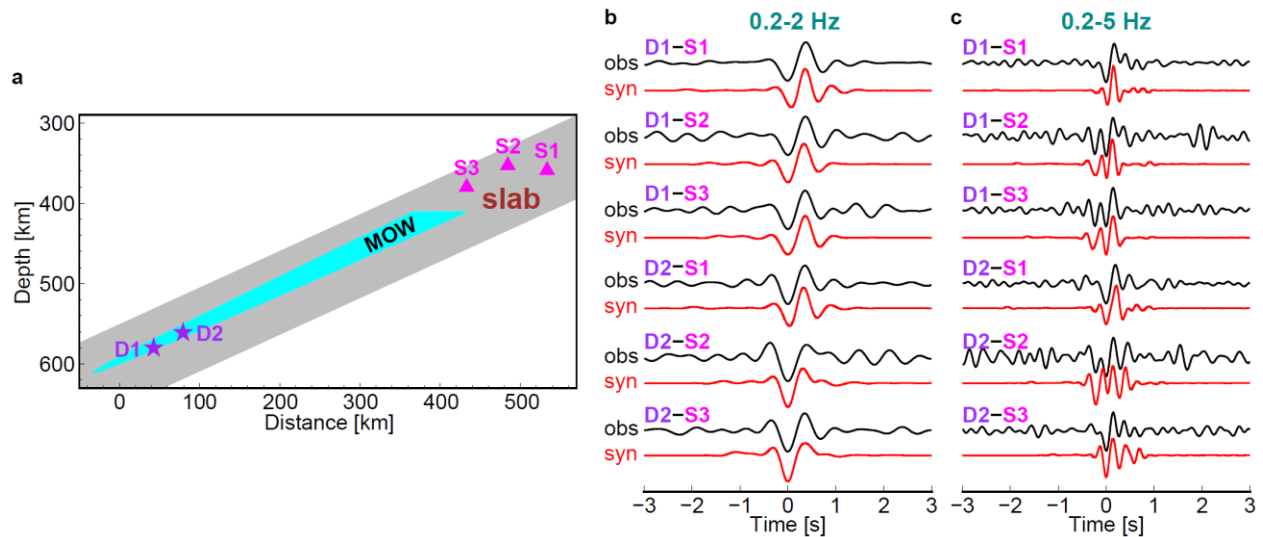 a
300
400
500
600
Depth [km]
S1
S2
S3
slab
MOW
D1
D2
0
100
200
300
400
500
Distance [km]
b
0.2-2 Hz
D1−S1
obs
syn
D1−S2
obs
syn
D1−S3
obs
syn
D2−S1
obs
syn
D2−S2
obs
syn
D2−S3
obs
syn
−3 −2 −1 0 1 2 3
Time [s]
c
0.2-5 Hz
D1−S1
D1−S2
D1−S3
D2−S1
D2−S2
D2−S3
−3 −2 −1 0 1 2 3
Time [s]